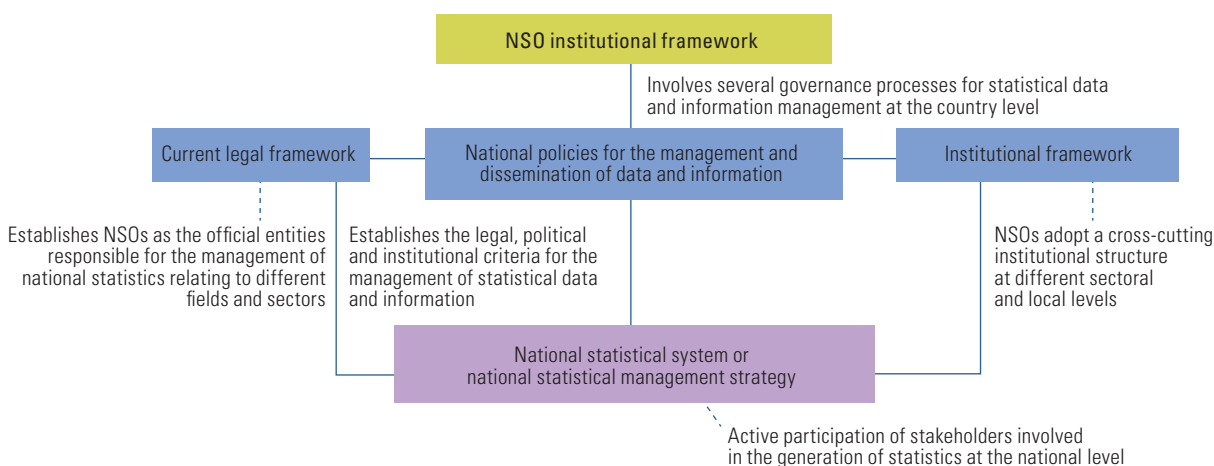 NSO institutional framework
Involves several governance processes for statistical data
and information management at the country level
Current legal framework
National policies for the management and
dissemination of data and information
Institutional framework
Establishes NSOs as the official entities
responsible for the management of
national statistics relating to different
fields and sectors
Establishes the legal, political
and institutional criteria for the
management of statistical data
and information
NSOs adopt a cross-cutting
institutional structure
at different sectoral
and local levels
National statistical system or
national statistical management strategy
Active participation of stakeholders involved
in the generation of statistics at the national level